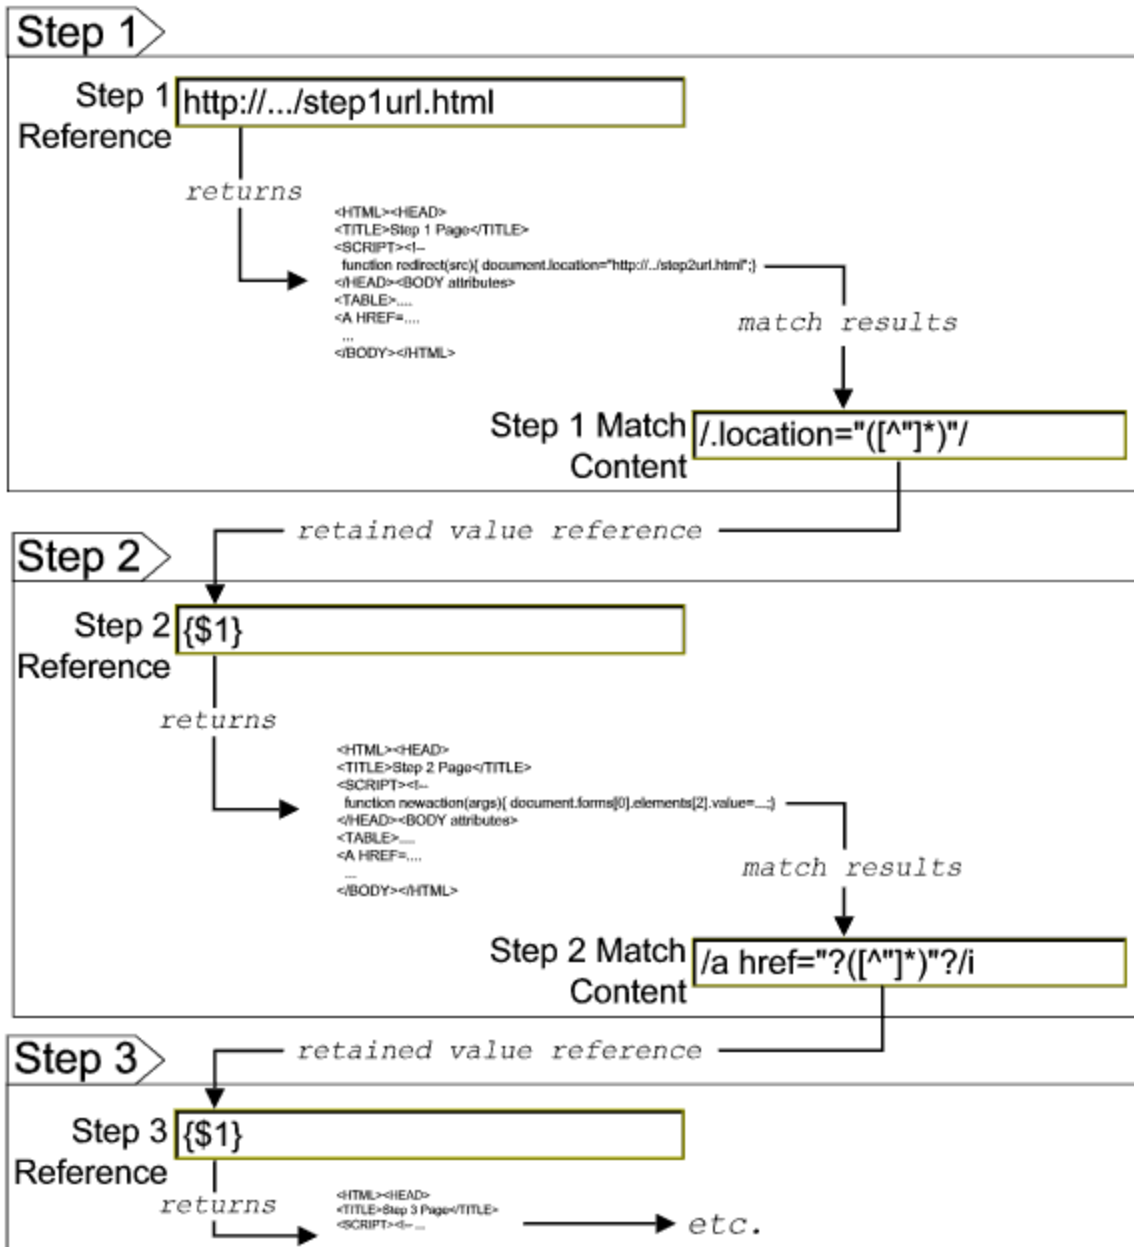 Step 1
Step 1
Reference
http://.../step1url.html
returns
<HTML><HEAD>
<TITLE>Step 1 Page</TITLE>
<SCRIPT><!--
function redirect(src){ document.location="http://../step2url.html";}
</HEAD><BODY attributes>
<TABLE>....
<A HREF=....
...
</BODY></HTML>
match results
Step 1 Match
Content
/.location="([^"]*)"/
retained value reference
Step 2
Step 2
Reference
{$1}
returns
<HTML><HEAD>
<TITLE>Step 2 Page</TITLE>
<SCRIPT><!--
function newaction(args){ document.forms[0].elements[2].value=...;}
</HEAD><BODY attributes>
<TABLE>....
<A HREF=....
...
</BODY></HTML>
match results
Step 2 Match
Content
/a href="?([^"]*)"?/i
retained value reference
Step 3
Step 3
Reference
{$1}
returns
<HTML><HEAD>
<TITLE>Step 3 Page</TITLE>
<SCRIPT><!-- ...
etc.